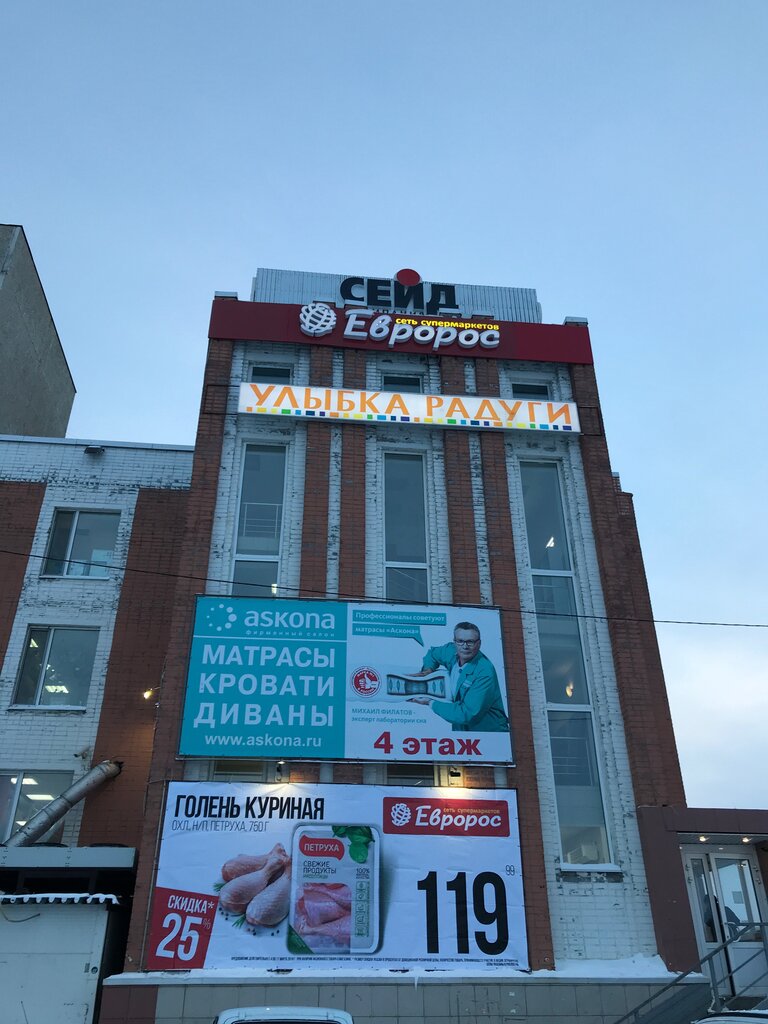 СЕЙД
сеть супермаркетов
Евророс
УЛЫБКА РАДУГИ
askona
фирменный салон
МАТРАСЫ
КРОВАТИ
ДИВАНЫ
www.askona.ru
Профессионалы советуют
матрасы «Аскона»
МИХАИЛ ФИЛАТОВ -
эксперт лаборатории сна
4 этаж
ГОЛЕНЬ КУРИНАЯ
ОХЛ., Н/П, ПЕТРУХА, 750 Г
сеть супермаркетов
Евророс
ПЕТРУХА
СВЕЖИЕ
ПРОДУКТЫ
100%
СКИДКА*
25%
119 99